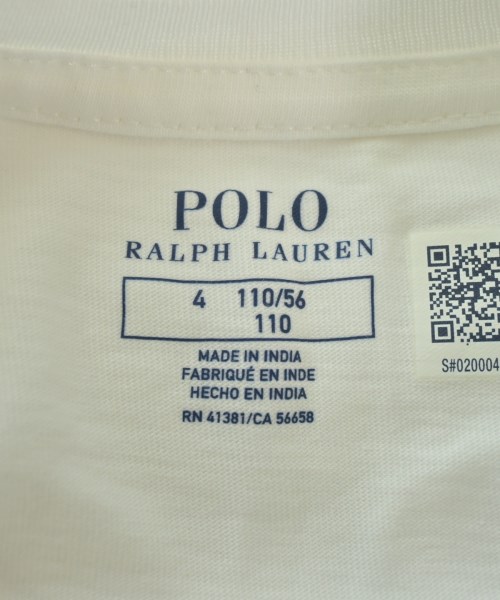 POLO
RALPH LAUREN
4 110/56
110
MADE IN INDIA
FABRIQUÉ EN INDE
HECHO EN INDIA
RN 41381/CA 56658
S#020004